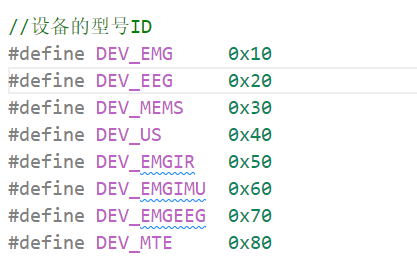 //设备的型号ID
#define DEV_EMG 0x10
#define DEV_EEG 0x20
#define DEV_MEMS 0x30
#define DEV_US 0x40
#define DEV_EMGIR 0x50
#define DEV_EMGIMU 0x60
#define DEV_EMGEEG 0x70
#define DEV_MTE 0x80